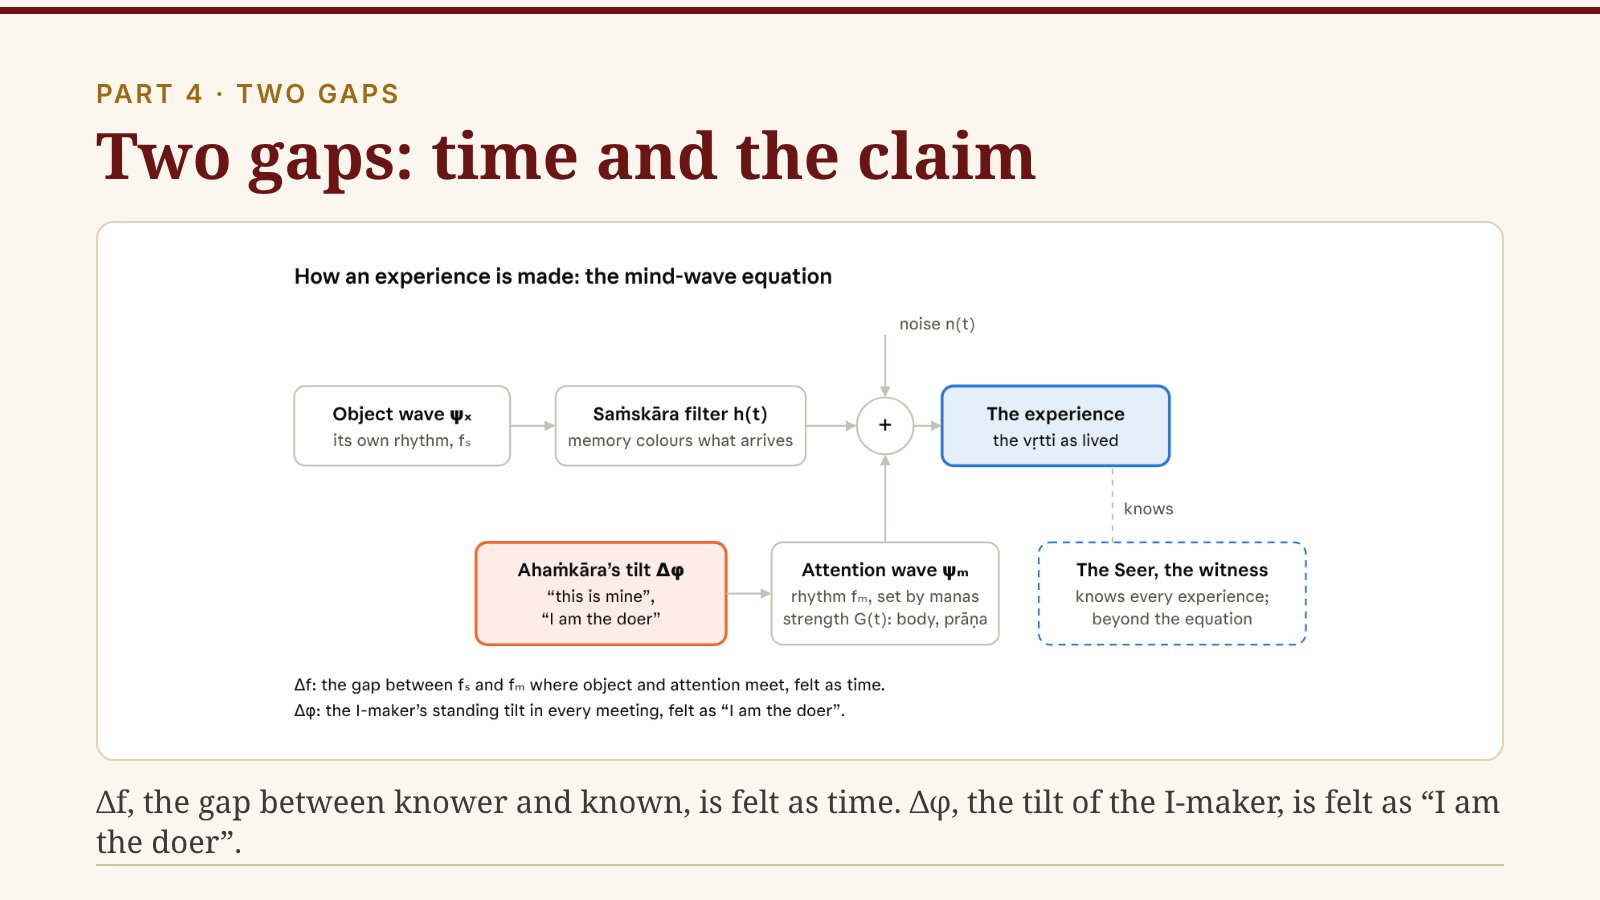 PART 4 · TWO GAPS
Two gaps: time and the claim
How an experience is made: the mind-wave equation
noise n(t)
Object wave ψₓ
its own rhythm, fₛ
Saṁskāra filter h(t)
memory colours what arrives
+
The experience
the vṛtti as lived
knows
Ahaṁkāra’s tilt Δφ
“this is mine”,
“I am the doer”
Attention wave ψₘ
rhythm fₘ, set by manas
strength G(t): body, prāṇa
The Seer, the witness
knows every experience;
beyond the equation
Δf: the gap between fₛ and fₘ where object and attention meet, felt as time.
Δφ: the I-maker’s standing tilt in every meeting, felt as “I am the doer”.
Δf, the gap between knower and known, is felt as time. Δφ, the tilt of the I-maker, is felt as “I am
the doer”.